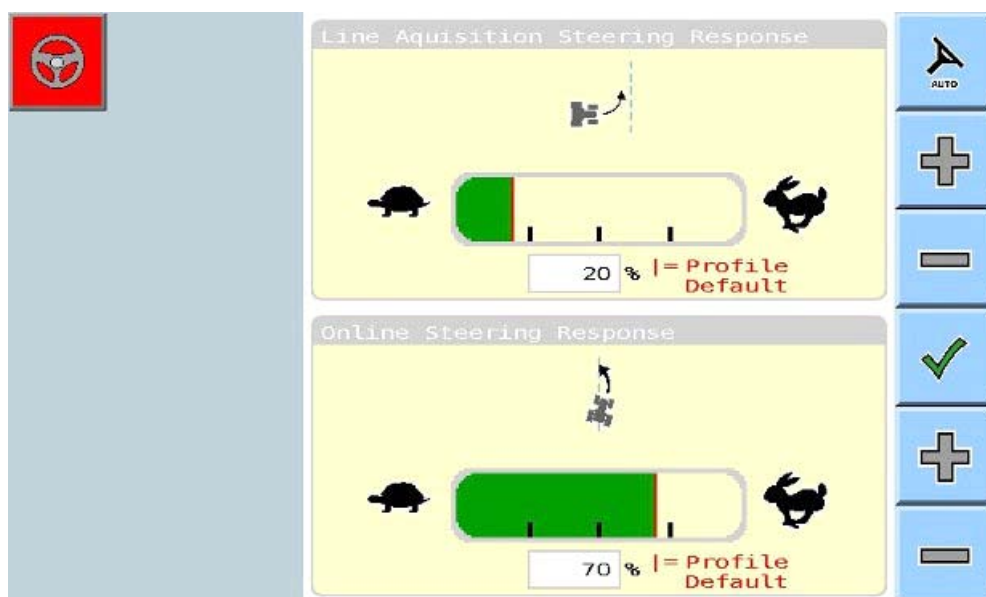 Line Aquisition Steering Response
AUTO
20 % |= Profile
Default
Online Steering Response
70 % |= Profile
Default